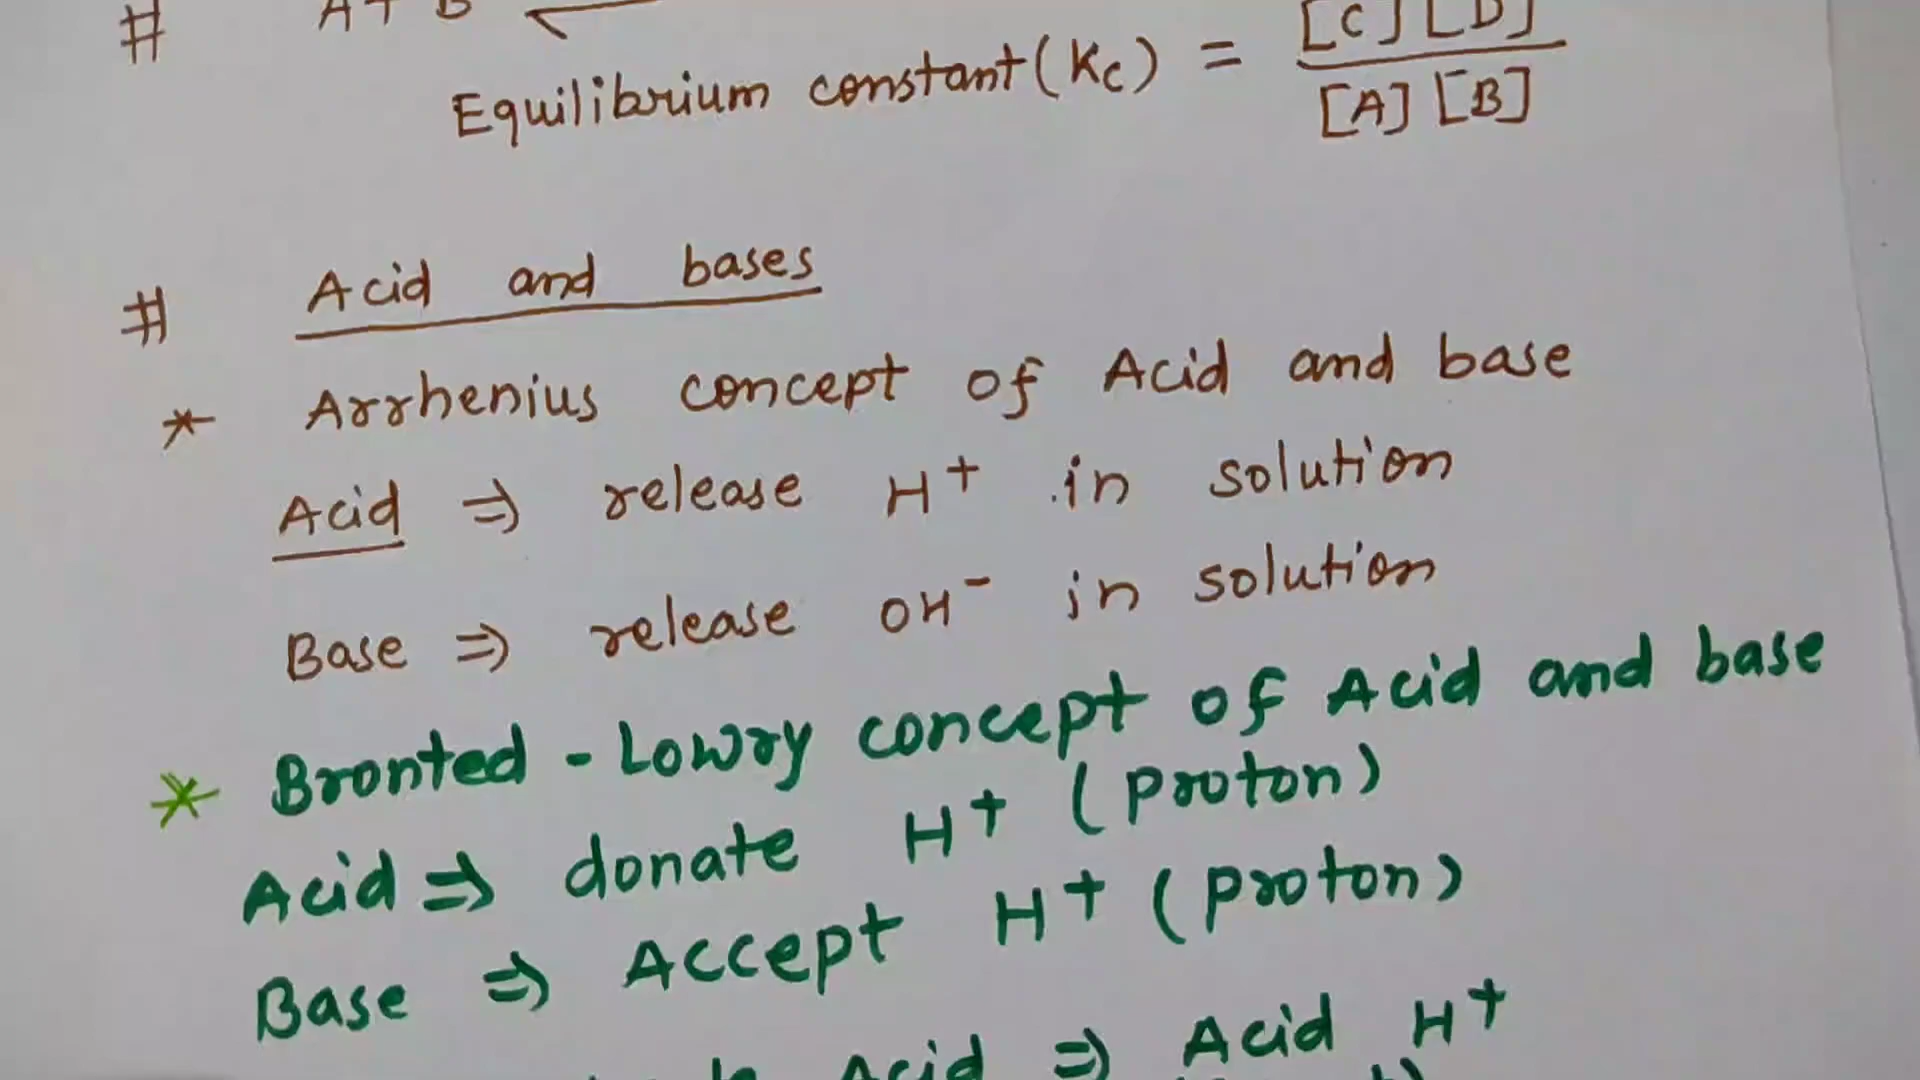 # A + B
Equilibrium constant (Kc) = [C] [D] / [A] [B]
# Acid and bases
* Arrhenius concept of Acid and base
Acid ⇒ release H+ in solution
Base ⇒ release OH- in solution
* Bronted - Lowry concept of Acid and base
Acid ⇒ donate H+ (proton)
Base ⇒ Accept H+ (proton)
Acid ⇒ Acid H+